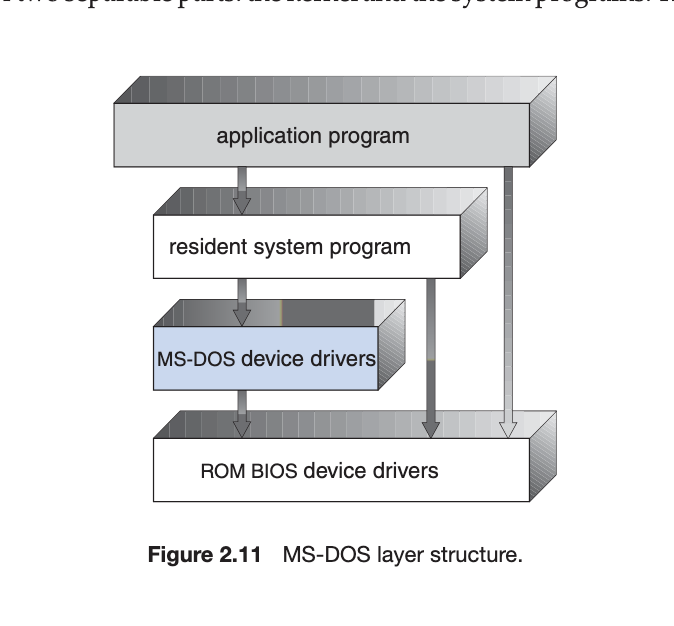 two separable parts: the kernel and the system programs.
application program
resident system program
MS-DOS device drivers
ROM BIOS device drivers
Figure 2.11 MS-DOS layer structure.